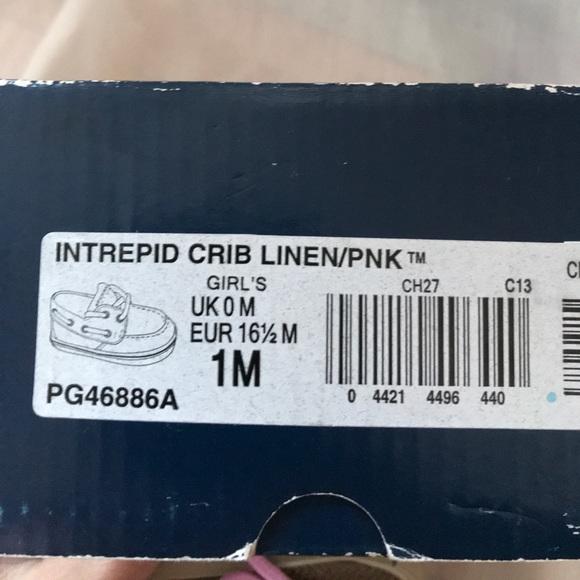 INTREPID CRIB LINEN/PNK™
GIRL'S
CH27 C13
UK 0 M
EUR 16½ M
1M
PG46886A
0 4421 4496 440